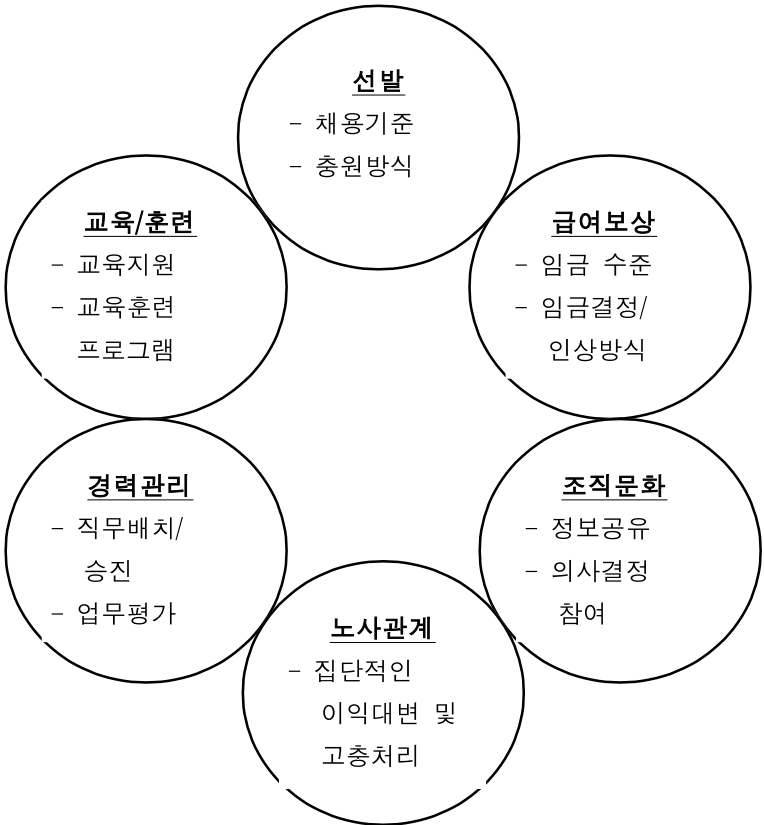 선발
- 채용기준
- 충원방식
교육/훈련
- 교육지원
- 교육훈련
프로그램
급여보상
- 임금 수준
- 임금결정/
인상방식
경력관리
- 직무배치/
승진
- 업무평가
조직문화
- 정보공유
- 의사결정
참여
노사관계
- 집단적인
이익대변 및
고충처리